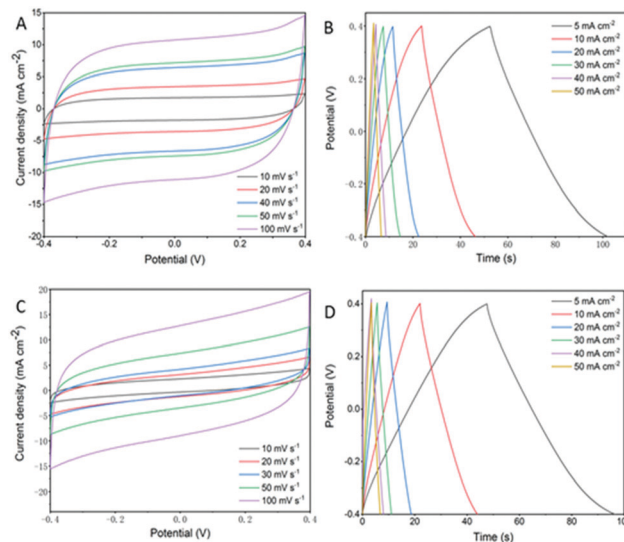 A
15
10
5
0
-5
-10
-15
-20
Current density (mA cm⁻²)
10 mV s⁻¹
20 mV s⁻¹
40 mV s⁻¹
50 mV s⁻¹
100 mV s⁻¹
-0.4 -0.2 0.0 0.2 0.4
Potential (V)
B
0.4
0.0
-0.4
Potential (V)
5 mA cm⁻²
10 mA cm⁻²
20 mA cm⁻²
30 mA cm⁻²
40 mA cm⁻²
50 mA cm⁻²
0 20 40 60 80 100
Time (s)
C
20
15
10
5
0
-5
-10
-15
-20
Current density (mA cm⁻²)
10 mV s⁻¹
20 mV s⁻¹
30 mV s⁻¹
50 mV s⁻¹
100 mV s⁻¹
-0.4 -0.2 0.0 0.2 0.4
Potential (V)
D
0.4
0.2
0.0
-0.2
-0.4
Potential (V)
5 mA cm⁻²
10 mA cm⁻²
20 mA cm⁻²
30 mA cm⁻²
40 mA cm⁻²
50 mA cm⁻²
0 20 40 60 80 100
Time (s)